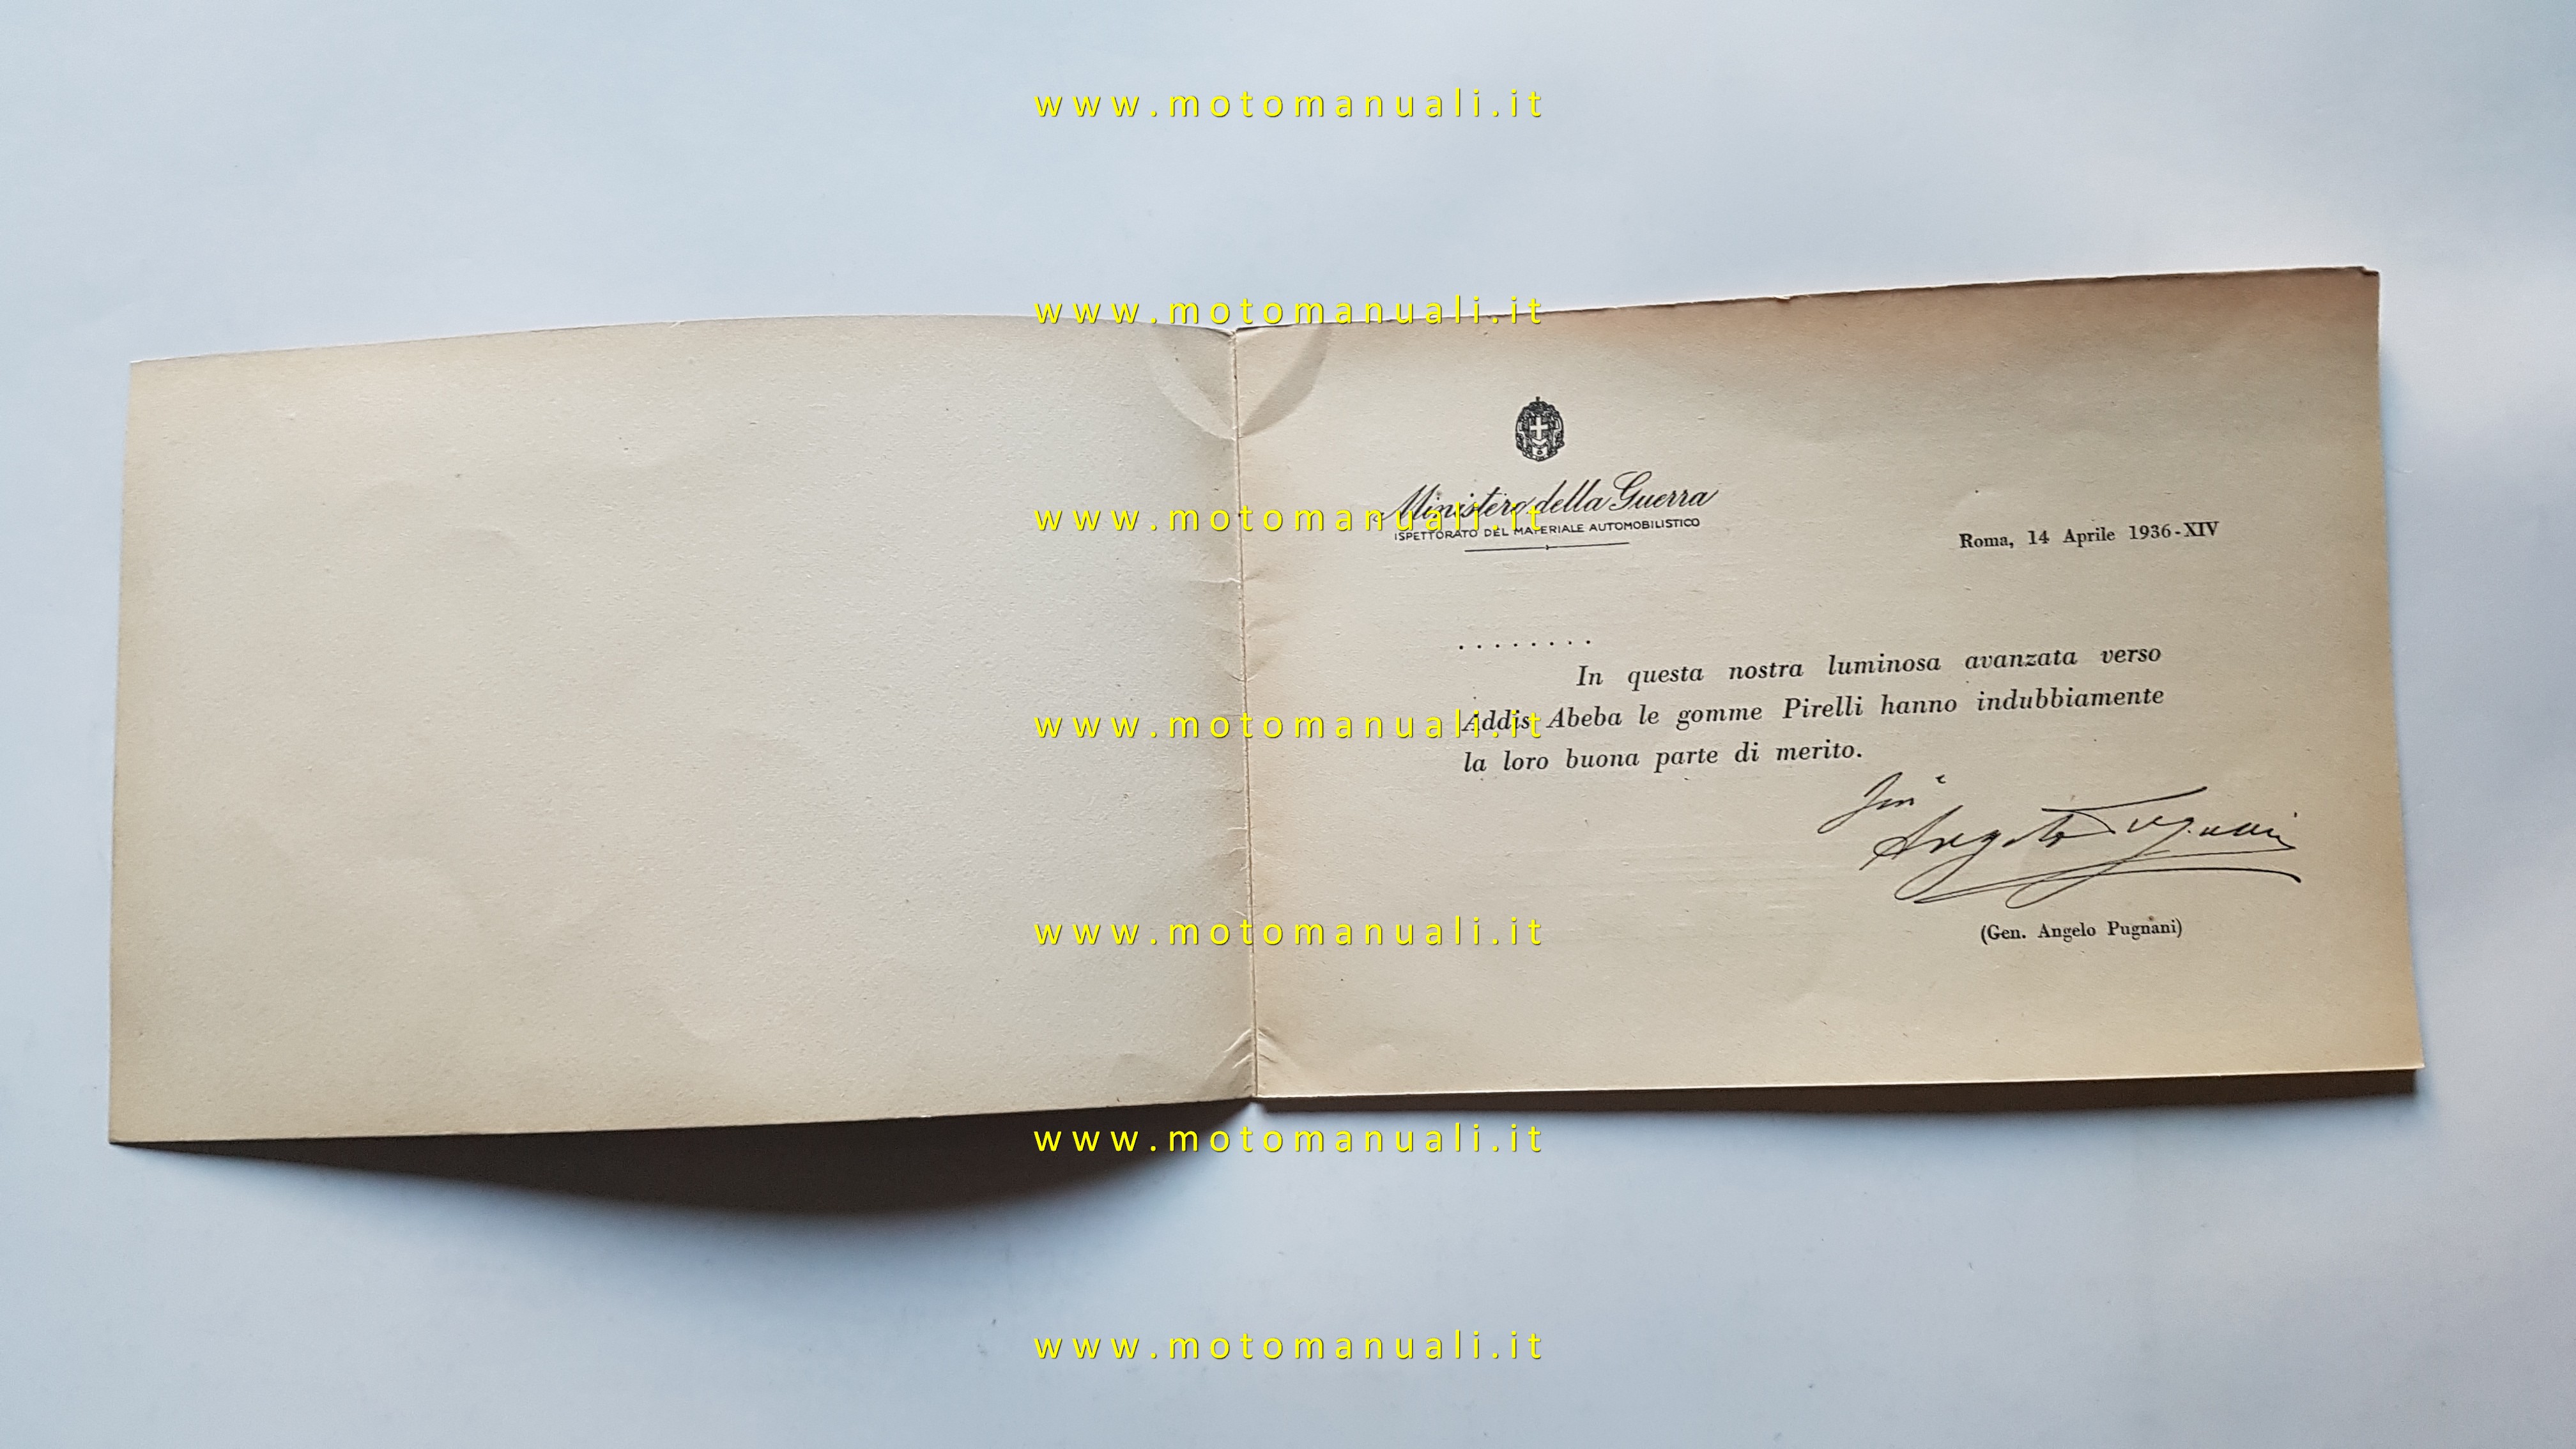 www.motomanuali.it
www.motomanuali.it
Ministero della Guerra
www.motomanuali.it
ISPETTORATO DEL MATERIALE AUTOMOBILISTICO
Roma, 14 Aprile 1936-XIV
. . . . . . . .
In questa nostra luminosa avanzata verso
Addis Abeba le gomme Pirelli hanno indubbiamente
www.motomanuali.it
la loro buona parte di merito.
Angelo Pugnani
(Gen. Angelo Pugnani)
www.motomanuali.it
www.motomanuali.it
www.motomanuali.it